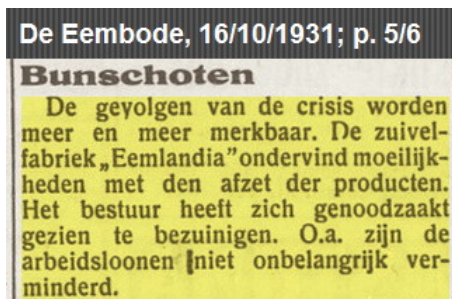 De Eembode, 16/10/1931; p. 5/6
Bunschoten
De gevolgen van de crisis worden
meer en meer merkbaar. De zuivel-
fabriek „Eemlandia” ondervind moeilijk-
heden met den afzet der producten.
Het bestuur heeft zich genoodzaakt
gezien te bezuinigen. O.a. zijn de
arbeidsloonen niet onbelangrijk ver-
minderd.